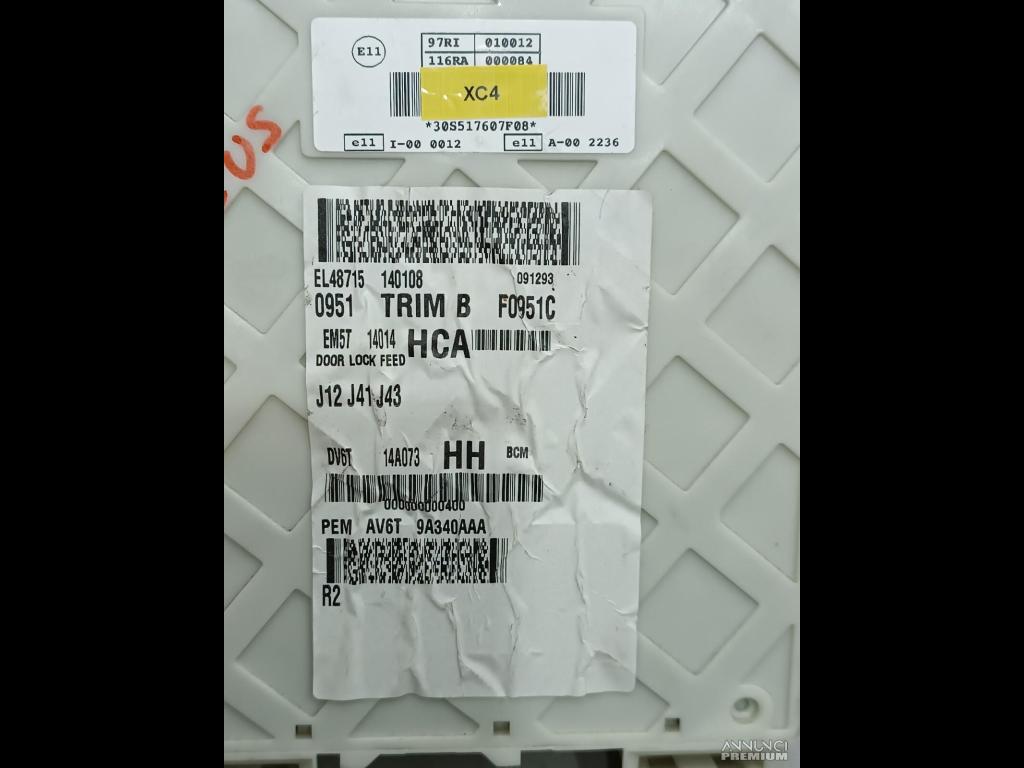 E11
97RI 010012
116RA 000084
XC4
*30S517607F08*
e11 I-00 0012 e11 A-00 2236
US
EL48715 140108 091293
0951 TRIM B F0951C
EM5T 14014 HCA
DOOR LOCK FEED
J12 J41 J43
DV6T 14A073 HH BCM
000000000400
PEM AV6T 9A340AAA
R2
ANNUNCI
PREMIUM